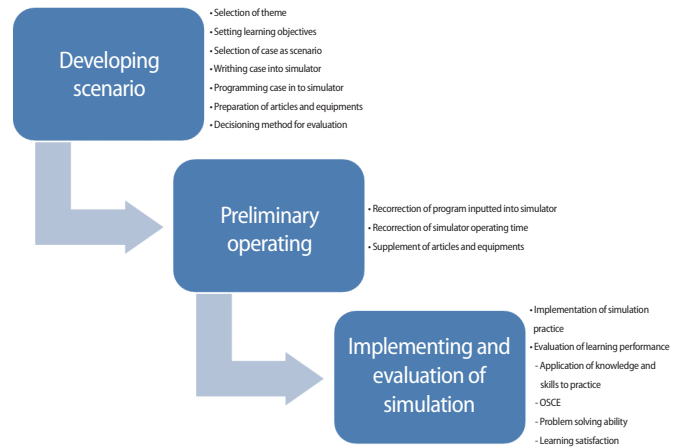 Developing
scenario
• Selection of theme
• Setting learning objectives
• Selection of case as scenario
• Writhing case into simulator
• Programming case in to simulator
• Preparation of articles and equipments
• Decisioning method for evaluation
Preliminary
operating
• Recorrection of program inputted into simulator
• Recorrection of simulator operating time
• Supplement of articles and equipments
Implementing and
evaluation of
simulation
• Implementation of simulation
practice
• Evaluation of learning performance
- Application of knowledge and
skills to practice
- OSCE
- Problem solving ability
- Learning satisfaction